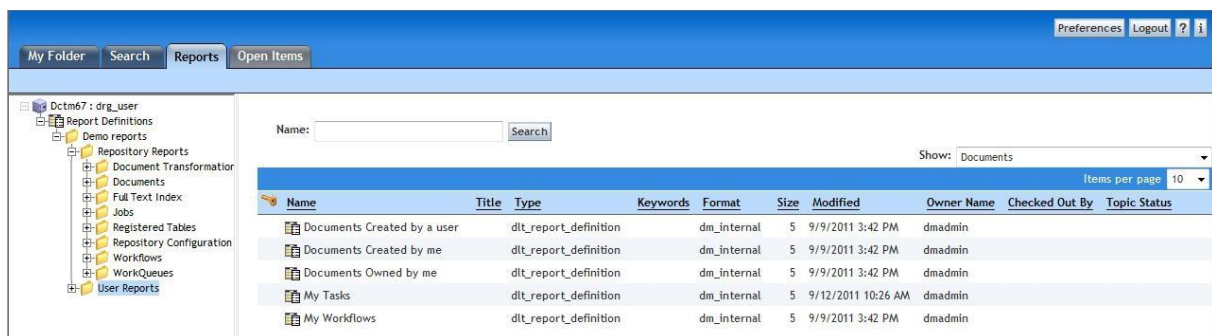 Preferences Logout ? i
My Folder Search Reports Open Items
Dctm67 : drg_user
Report Definitions
Demo reports
Repository Reports
Document Transformation
Documents
Full Text Index
Jobs
Registered Tables
Repository Configuration
Workflows
WorkQueues
User Reports
Name: Search
Show: Documents
Items per page 10
Name Title Type Keywords Format Size Modified Owner Name Checked Out By Topic Status
Documents Created by a user dlt_report_definition dm_internal 5 9/9/2011 3:42 PM dmadmin
Documents Created by me dlt_report_definition dm_internal 5 9/9/2011 3:42 PM dmadmin
Documents Owned by me dlt_report_definition dm_internal 5 9/9/2011 3:42 PM dmadmin
My Tasks dlt_report_definition dm_internal 5 9/12/2011 10:26 AM dmadmin
My Workflows dlt_report_definition dm_internal 5 9/9/2011 3:42 PM dmadmin